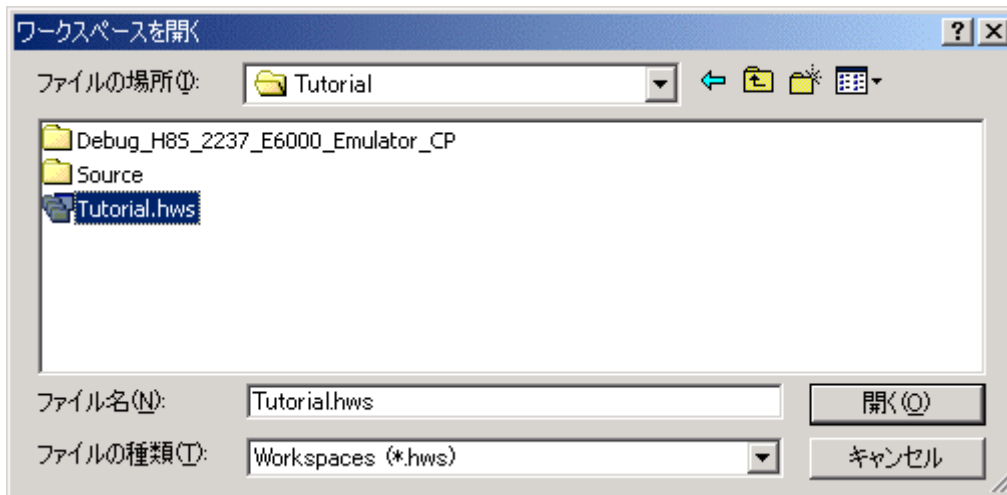 ワークスペースを開く
ファイルの場所(I): Tutorial
Debug_H8S_2237_E6000_Emulator_CP
Source
Tutorial.hws
ファイル名(N): Tutorial.hws 開く(O)
ファイルの種類(T): Workspaces (*.hws) キャンセル